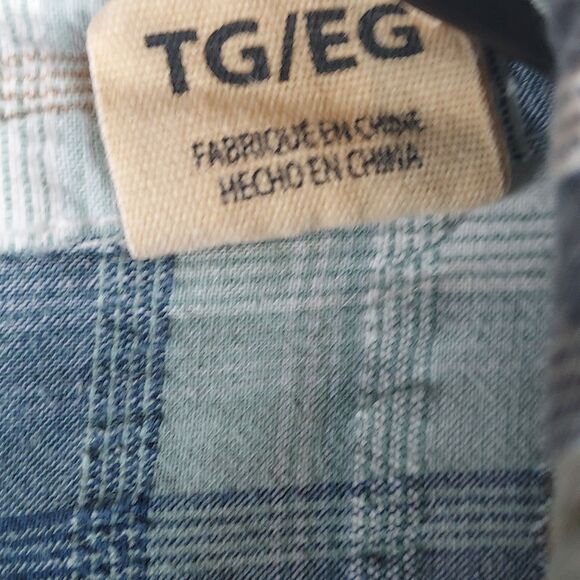 TG/EG
FABRIQUÉ EN CHINE
HECHO EN CHINA